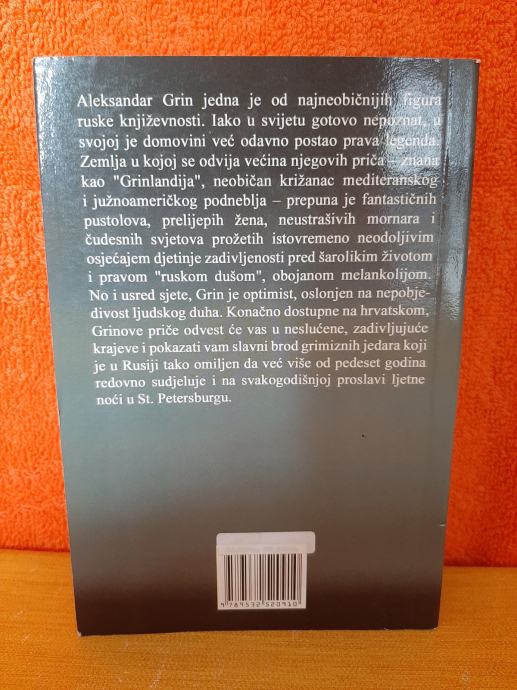 Aleksandar Grin jedna je od najneobičnijih figura
ruske književnosti. Iako u svijetu gotovo nepoznat, u
svojoj je domovini već odavno postao prava legenda.
Zemlja u kojoj se odvija većina njegovih priča – znana
kao "Grinlandija", neobičan križanac mediteranskog
i južnoameričkog podneblja – prepuna je fantastičnih
pustolova, prelijepih žena, neustrašivih mornara i
čudesnih svjetova prožetih istovremeno neodoljivim
osjećajem djetinje zadivljenosti pred šarolikim životom
i pravom "ruskom dušom", obojanom melankolijom.
No i usred sjete, Grin je optimist, oslonjen na nepobje-
divost ljudskog duha. Konačno dostupne na hrvatskom,
Grinove priče odvest će vas u neslućene, zadivljujuće
krajeve i pokazati vam slavni brod grimiznih jedara koji
je u Rusiji tako omiljen da već više od pedeset godina
redovno sudjeluje i na svakogodišnjoj proslavi ljetne
noći u St. Petersburgu.
9 789532 520910